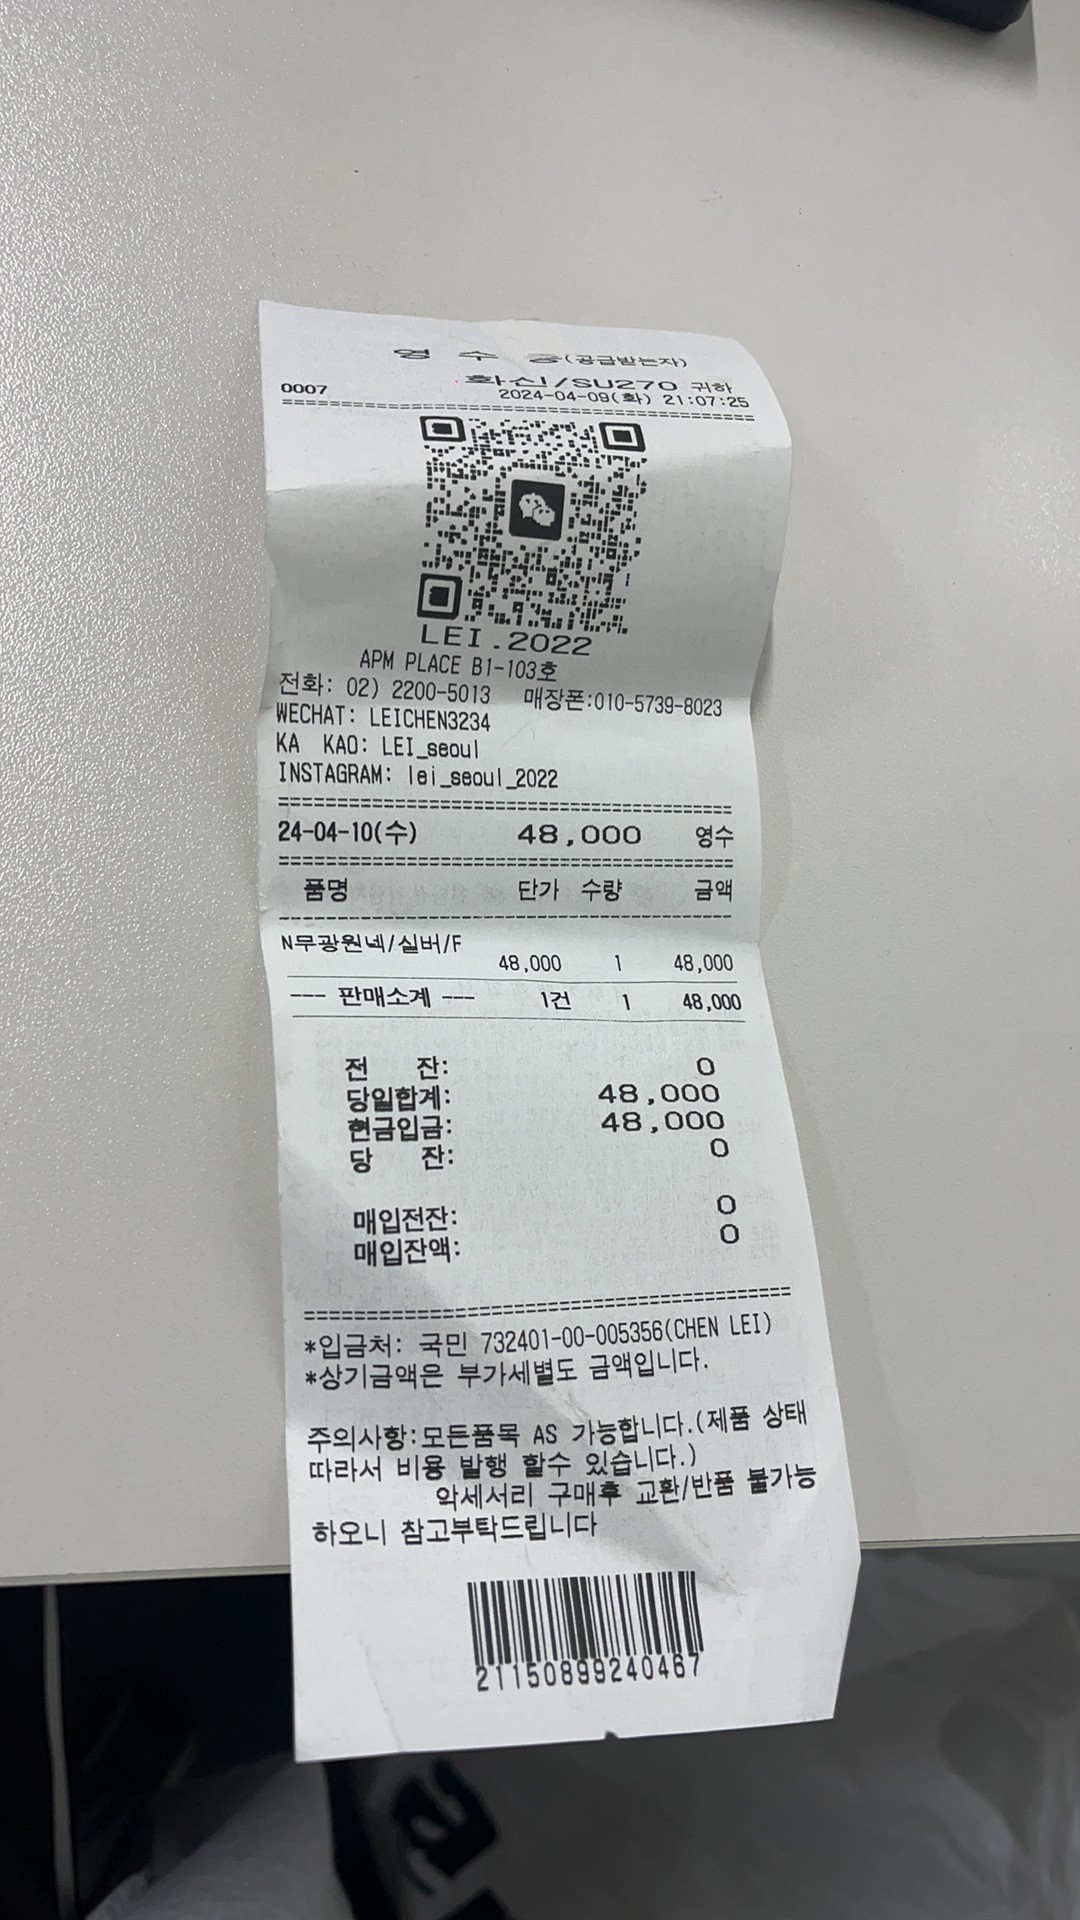 영 수 증(공급받는자)
화신/SU270 귀하
0007 2024-04-09(화) 21:07:25
LEI.2022
APM PLACE B1-103호
전화: 02) 2200-5013 매장폰:010-5739-8023
WECHAT: LEICHEN3234
KA KAO: LEI_seoul
INSTAGRAM: lei_seoul_2022
24-04-10(수) 48,000 영수
품명 단가 수량 금액
N무광원넥/실버/F
48,000 1 48,000
--- 판매소계 --- 1건 1 48,000
전 잔: 0
당일합계: 48,000
현금입금: 48,000
당 잔: 0
매입전잔: 0
매입잔액: 0
*입금처: 국민 732401-00-005356(CHEN LEI)
*상기금액은 부가세별도 금액입니다.
주의사항:모든품목 AS 가능합니다.(제품 상태
따라서 비용 발행 할수 있습니다.)
악세서리 구매후 교환/반품 불가능
하오니 참고부탁드립니다
21150899240467